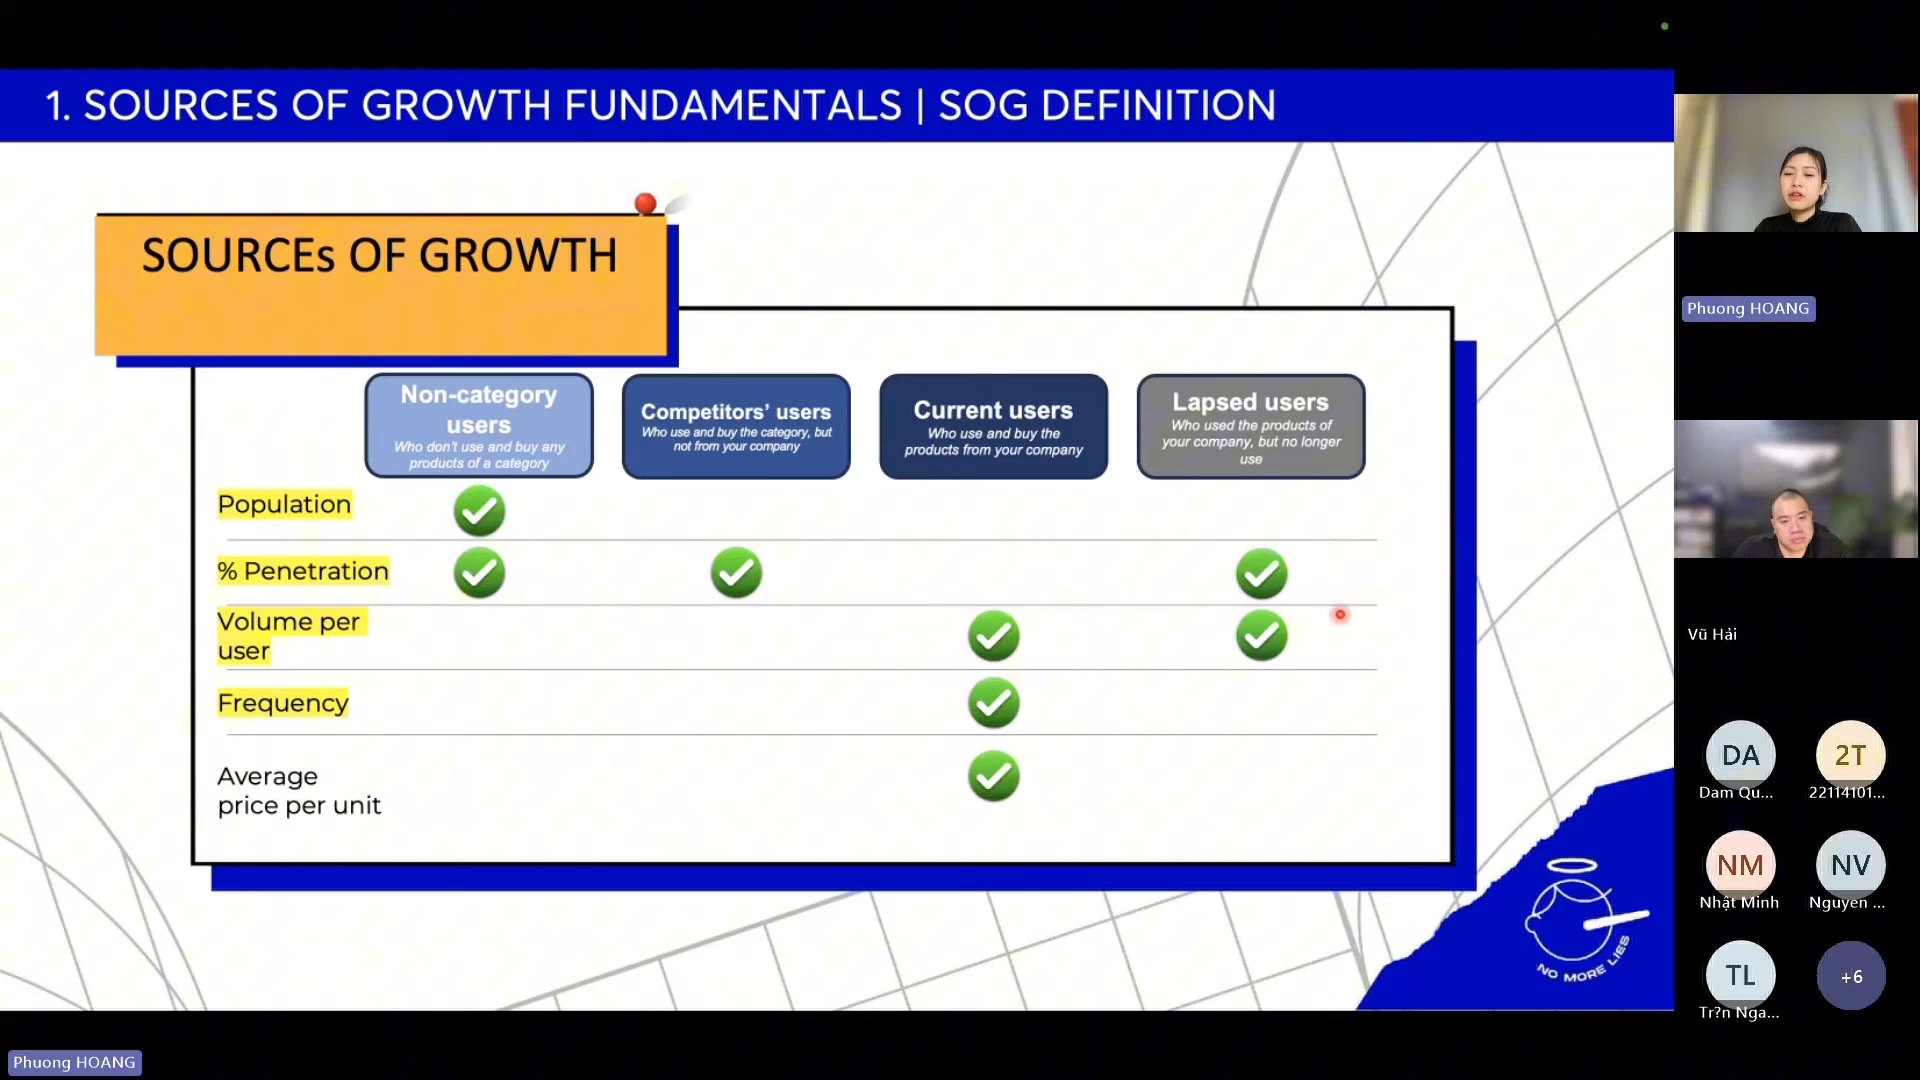 1. SOURCES OF GROWTH FUNDAMENTALS | SOG DEFINITION
SOURCEs OF GROWTH
Non-category
users
Who don't use and buy any
products of a category
Competitors' users
Who use and buy the category, but
not from your company
Current users
Who use and buy the
products from your company
Lapsed users
Who used the products of
your company, but no longer
use
Population
% Penetration
Volume per
user
Frequency
Average
price per unit
NO MORE LIES
Phuong HOANG
Vũ Hải
DA
Dam Qu...
2T
22114101...
NM
Nhật Minh
NV
Nguyen ...
TL
Tr?n Nga...
+6
Phuong HOANG